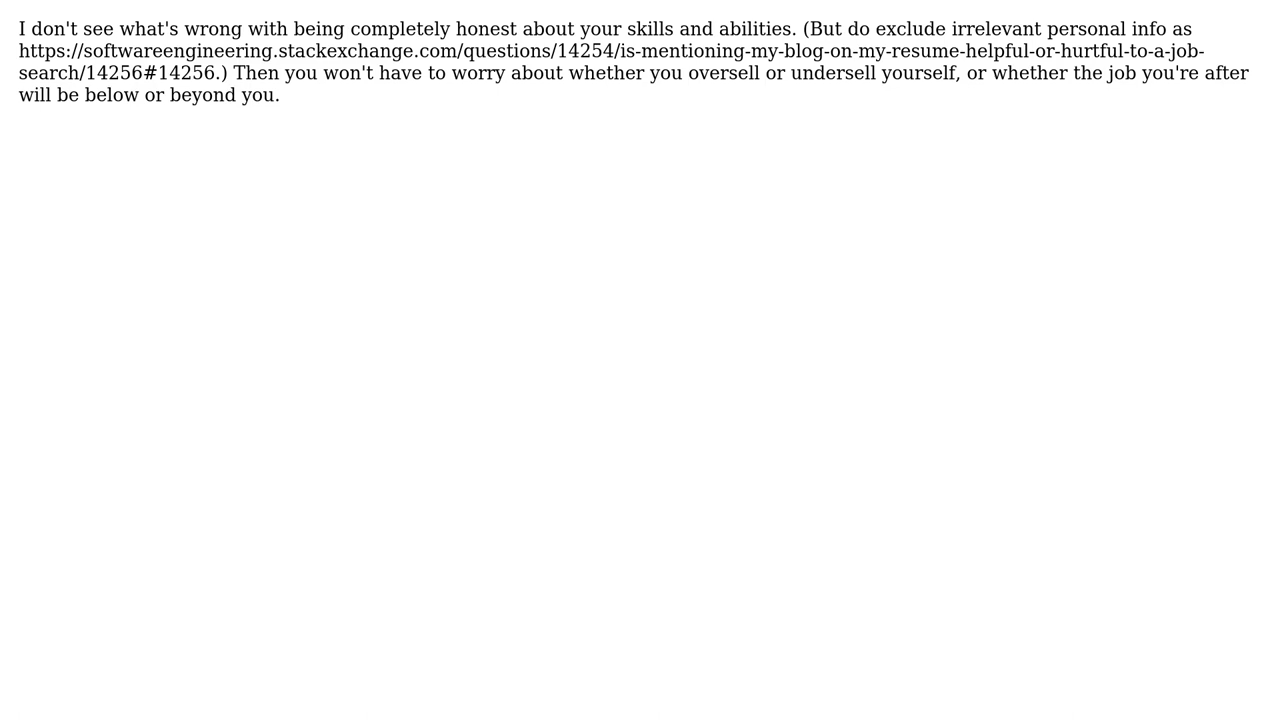 I don't see what's wrong with being completely honest about your skills and abilities. (But do exclude irrelevant personal info as
https://softwareengineering.stackexchange.com/questions/14254/is-mentioning-my-blog-on-my-resume-helpful-or-hurtful-to-a-job-
search/14256#14256.) Then you won't have to worry about whether you oversell or undersell yourself, or whether the job you're after
will be below or beyond you.